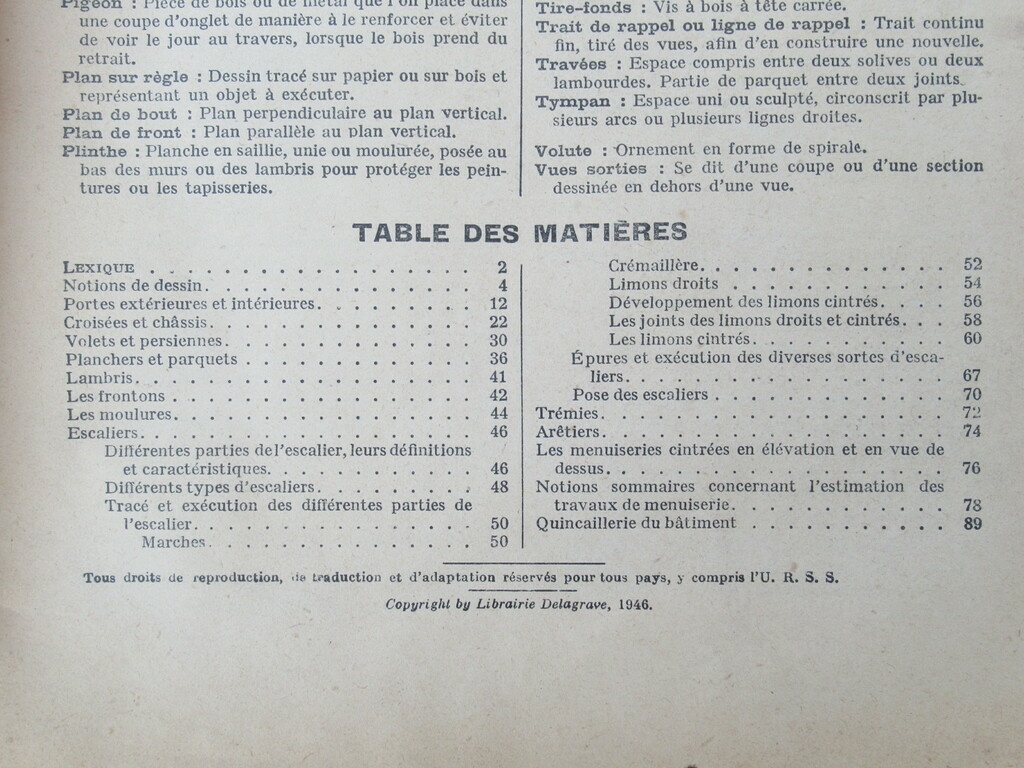 Pigeon : Pièce de bois ou de métal que l'on place dans
une coupe d'onglet de manière à le renforcer et éviter
de voir le jour au travers, lorsque le bois prend du
retrait.
Plan sur règle : Dessin tracé sur papier ou sur bois et
représentant un objet à exécuter.
Plan de bout : Plan perpendiculaire au plan vertical.
Plan de front : Plan parallèle au plan vertical.
Plinthe : Planche en saillie, unie ou moulurée, posée au
bas des murs ou des lambris pour protéger les pein-
tures ou les tapisseries.
Tire-fonds : Vis à bois à tête carrée.
Trait de rappel ou ligne de rappel : Trait continu
fin, tiré des vues, afin d'en construire une nouvelle.
Travées : Espace compris entre deux solives ou deux
lambourdes. Partie de parquet entre deux joints.
Tympan : Espace uni ou sculpté, circonscrit par plu-
sieurs arcs ou plusieurs lignes droites.
Volute : Ornement en forme de spirale.
Vues sorties : Se dit d'une coupe ou d'une section
dessinée en dehors d'une vue.
TABLE DES MATIÈRES
LEXIQUE . . . . . . . . . . . . . . . . . . 2
Notions de dessin. . . . . . . . . . . . . . . 4
Portes extérieures et intérieures. . . . . . . . . 12
Croisées et châssis. . . . . . . . . . . . . . . 22
Volets et persiennes. . . . . . . . . . . . . . 30
Planchers et parquets . . . . . . . . . . . . . 36
Lambris. . . . . . . . . . . . . . . . . . . 41
Les frontons . . . . . . . . . . . . . . . . . 42
Les moulures. . . . . . . . . . . . . . . . . 44
Escaliers. . . . . . . . . . . . . . . . . . . 46
Différentes parties de l'escalier, leurs définitions
et caractéristiques. . . . . . . . . . . . 46
Différents types d'escaliers. . . . . . . . . 48
Tracé et exécution des différentes parties de
l'escalier. . . . . . . . . . . . . . . . 50
Marches. . . . . . . . . . . . . . . 50
Crémaillère. . . . . . . . . . . . . . 52
Limons droits . . . . . . . . . . . . 54
Développement des limons cintrés. . . . 56
Les joints des limons droits et cintrés. . . 58
Les limons cintrés. . . . . . . . . . . 60
Épures et exécution des diverses sortes d'esca-
liers. . . . . . . . . . . . . . . . . . 67
Pose des escaliers . . . . . . . . . . . . . 70
Trémies. . . . . . . . . . . . . . . . . . . 72
Arêtiers. . . . . . . . . . . . . . . . . . . 74
Les menuiseries cintrées en élévation et en vue de
dessus. . . . . . . . . . . . . . . . . . 76
Notions sommaires concernant l'estimation des
travaux de menuiserie. . . . . . . . . . . . 78
Quincaillerie du bâtiment . . . . . . . . . . . 89
Tous droits de reproduction, de traduction et d'adaptation réservés pour tous pays, y compris l'U. R. S. S.
Copyright by Librairie Delagrave, 1946.